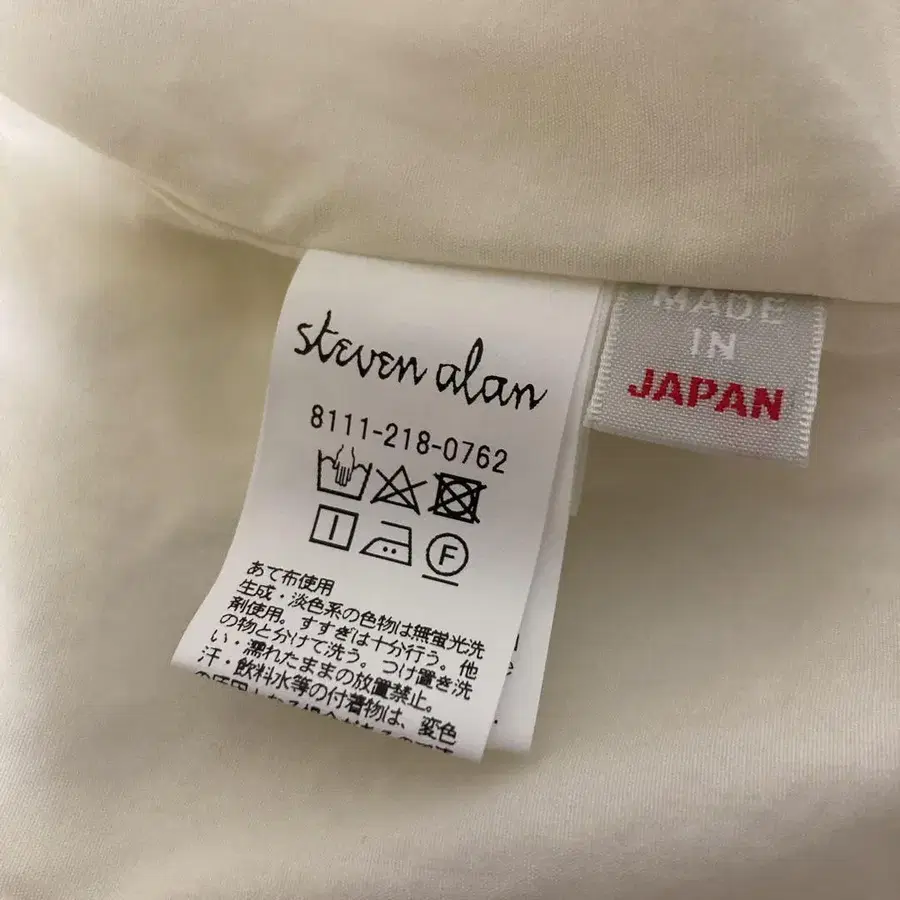 steven alan
8111-218-0762
F
あて布使用
生成・淡色系の色物は無蛍光洗
剤使用。すすぎは十分行う。他
の物と分けて洗う。つけ置き洗
い・濡れたままの放置禁止。
汗・飲料水等の付着物は、変色
MADE
IN
JAPAN